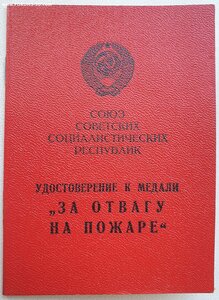 СОЮЗ
СОВЕТСКИХ
СОЦИАЛИСТИЧЕСКИХ
РЕСПУБЛИК
УДОСТОВЕРЕНИЕ К МЕДАЛИ
„ЗА ОТВАГУ
НА ПОЖАРЕ“